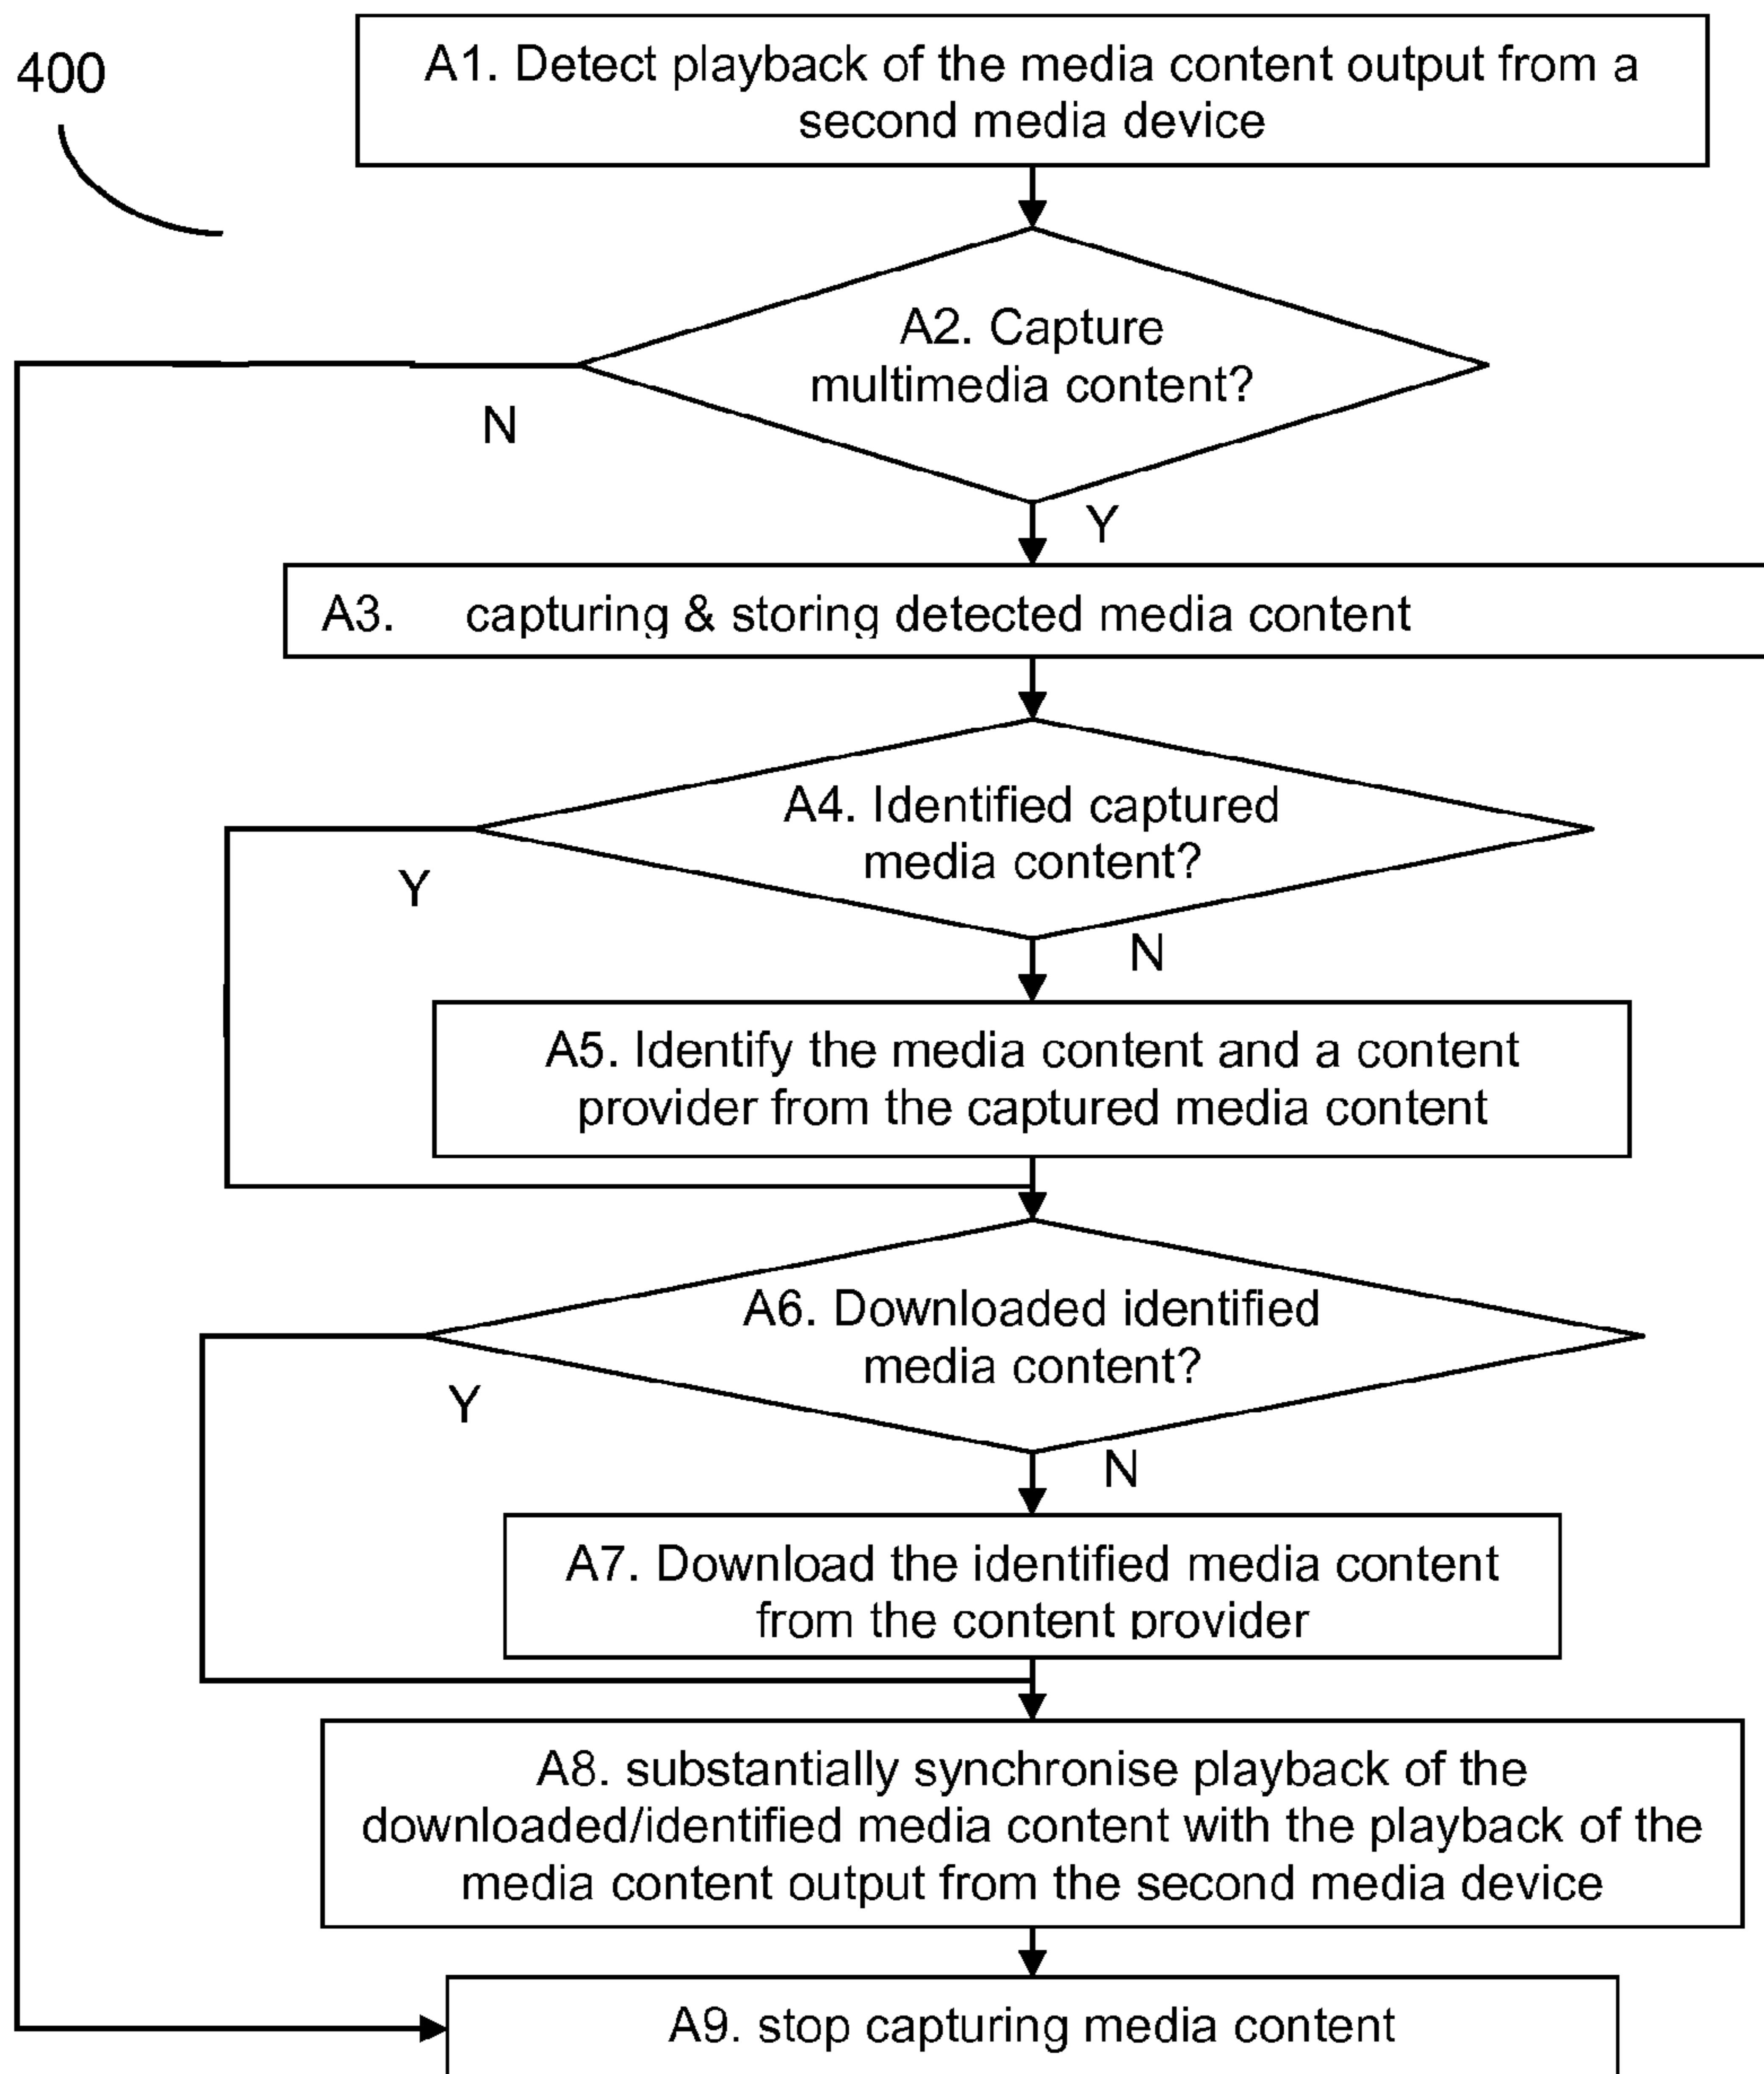 400
A1. Detect playback of the media content output from a
second media device
A2. Capture
multimedia content?
N
Y
A3. capturing & storing detected media content
A4. Identified captured
media content?
Y
N
A5. Identify the media content and a content
provider from the captured media content
A6. Downloaded identified
media content?
Y
N
A7. Download the identified media content
from the content provider
A8. substantially synchronise playback of the
downloaded/identified media content with the playback of the
media content output from the second media device
A9. stop capturing media content